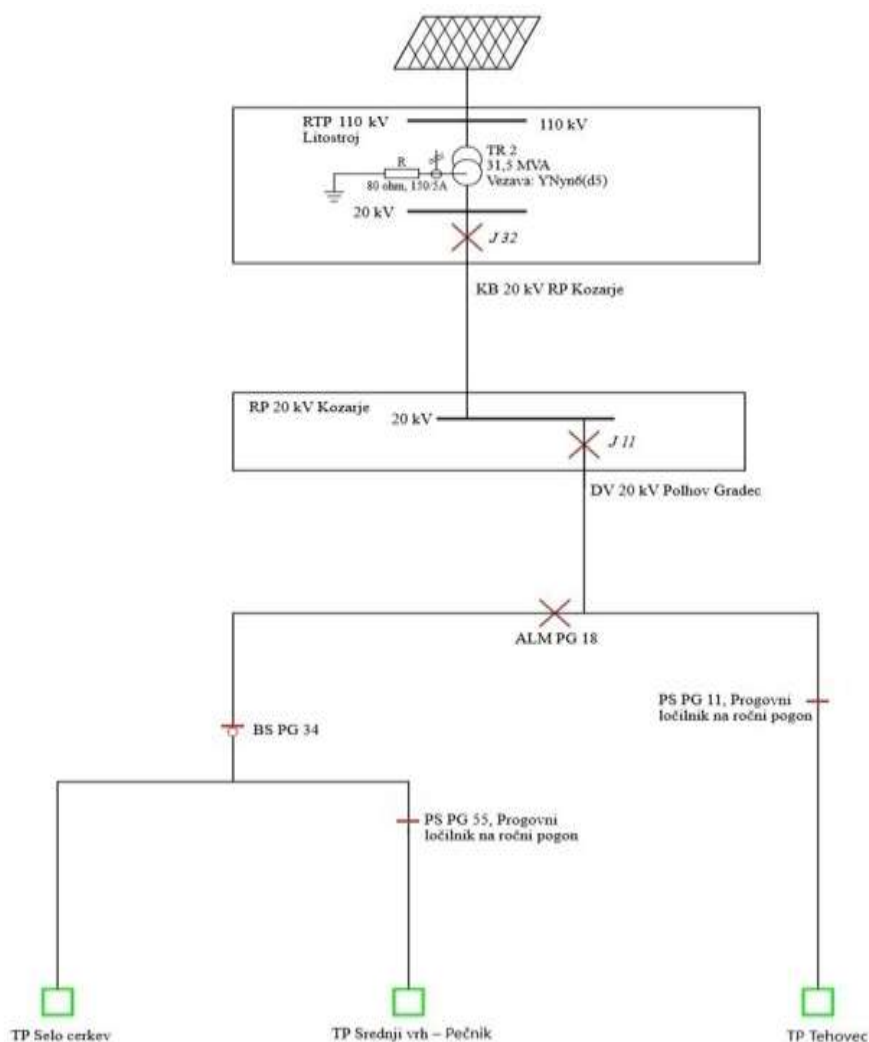 RTP 110 kV
Litostroj
110 kV
TR 2
31,5 MVA
Vezava: YNyn6(d5)
R
80 ohm, 150/5A
20 kV
J 32
KB 20 kV RP Kozarje
RP 20 kV Kozarje
20 kV
J 11
DV 20 kV Polhov Gradec
ALM PG 18
PS PG 11, Progovni
ločilnik na ročni pogon
BS PG 34
PS PG 55, Progovni
ločilnik na ročni pogon
TP Selo cerkev
TP Srednji vrh – Pečnik
TP Tehovec